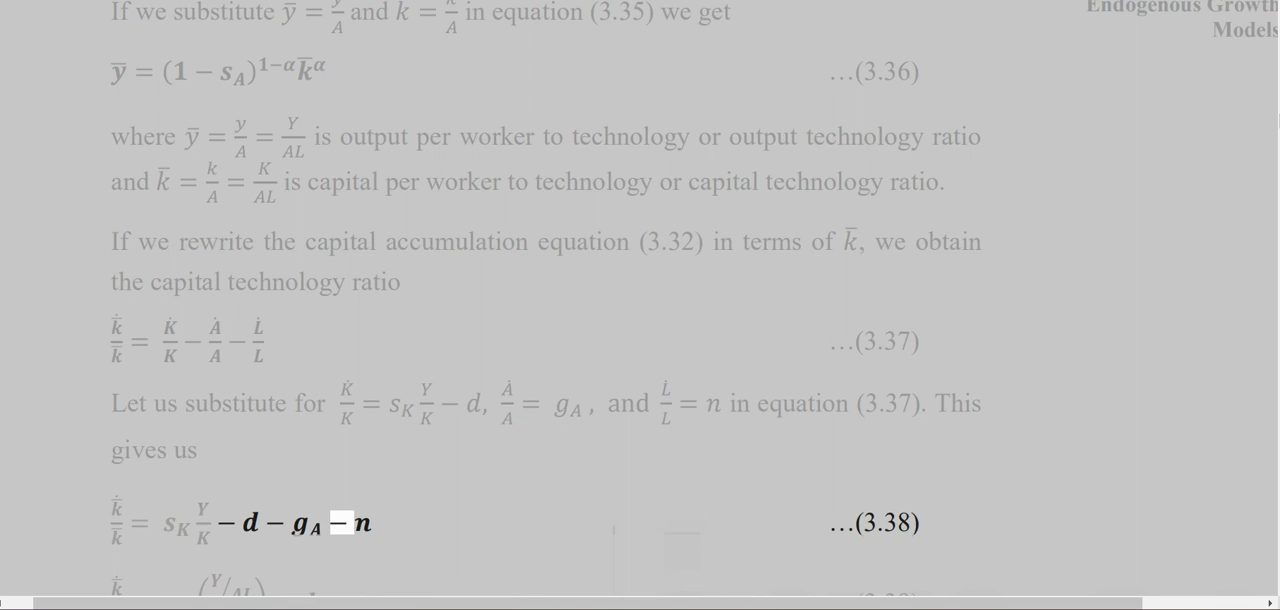 If we substitute ȳ = y/A and k̄ = k/A in equation (3.35) we get
Endogenous Growth
Models
ȳ = (1 − s_A)^{1−α} k̄^α …(3.36)
where ȳ = y/A = Y/AL is output per worker to technology or output technology ratio
and k̄ = k/A = K/AL is capital per worker to technology or capital technology ratio.
If we rewrite the capital accumulation equation (3.32) in terms of k̄, we obtain
the capital technology ratio
k̄̇/k̄ = K̇/K − Ȧ/A − L̇/L …(3.37)
Let us substitute for K̇/K = s_K Y/K − d, Ȧ/A = g_A , and L̇/L = n in equation (3.37). This
gives us
k̄̇/k̄ = s_K Y/K − d − g_A − n …(3.38)